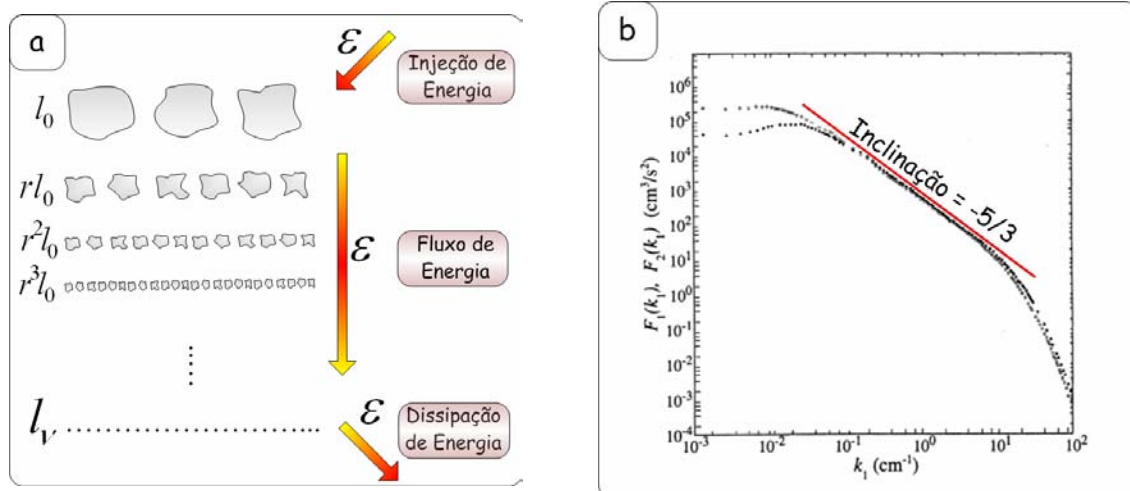 a
ε
Injeção de
Energia
l₀
rl₀
r²l₀
r³l₀
ε
Fluxo de
Energia
l_ν
ε
Dissipação
de Energia
b
F₁(k₁), F₂(k₁) (cm³/s²)
10⁶
10⁵
10⁴
10³
10²
10¹
10⁰
10⁻¹
10⁻²
10⁻³
10⁻⁴
Inclinação = -5/3
10⁻³ 10⁻² 10⁻¹ 10⁰ 10¹ 10²
k₁ (cm⁻¹)